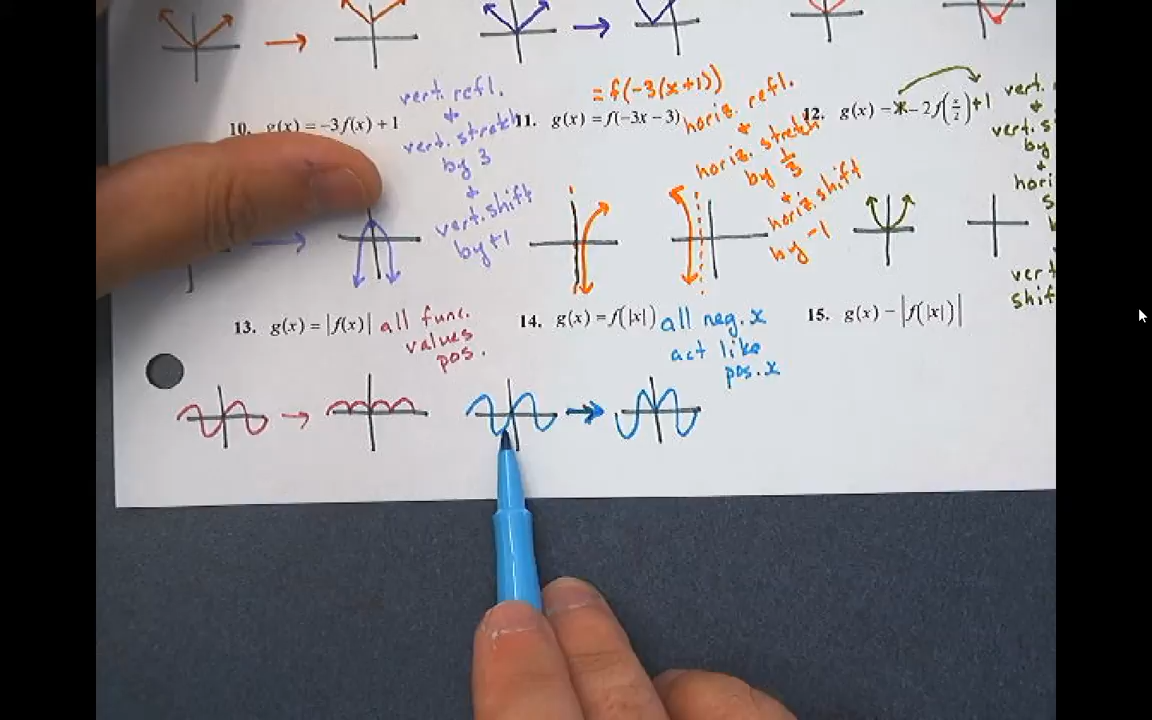 vert. refl.
+
vert. stretch
by 3
+
vert. shift
by +1
10. g(x) = -3f(x) + 1
= f(-3(x+1))
11. g(x) = f(-3x - 3)
horiz. refl.
+
horiz. stretch
by 1/3
+
horiz. shift
by -1
12. g(x) - 2f(x/2) + 1
vert.
+
vert. s
by
+
hori
s
b
vert
shif
13. g(x) = |f(x)|
all func.
values
pos.
14. g(x) = f(|x|)
all neg. x
act like
pos. x
15. g(x) - |f(|x|)|